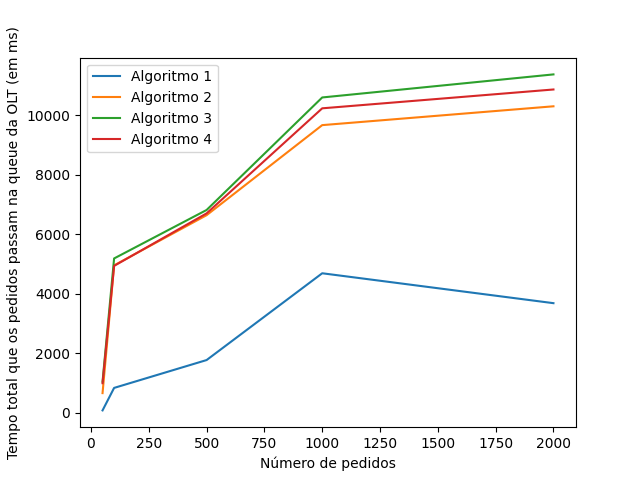 Tempo total que os pedidos passam na queue da OLT (em ms)
Algoritmo 1
Algoritmo 2
Algoritmo 3
Algoritmo 4
10000
8000
6000
4000
2000
0
0 250 500 750 1000 1250 1500 1750 2000
Número de pedidos